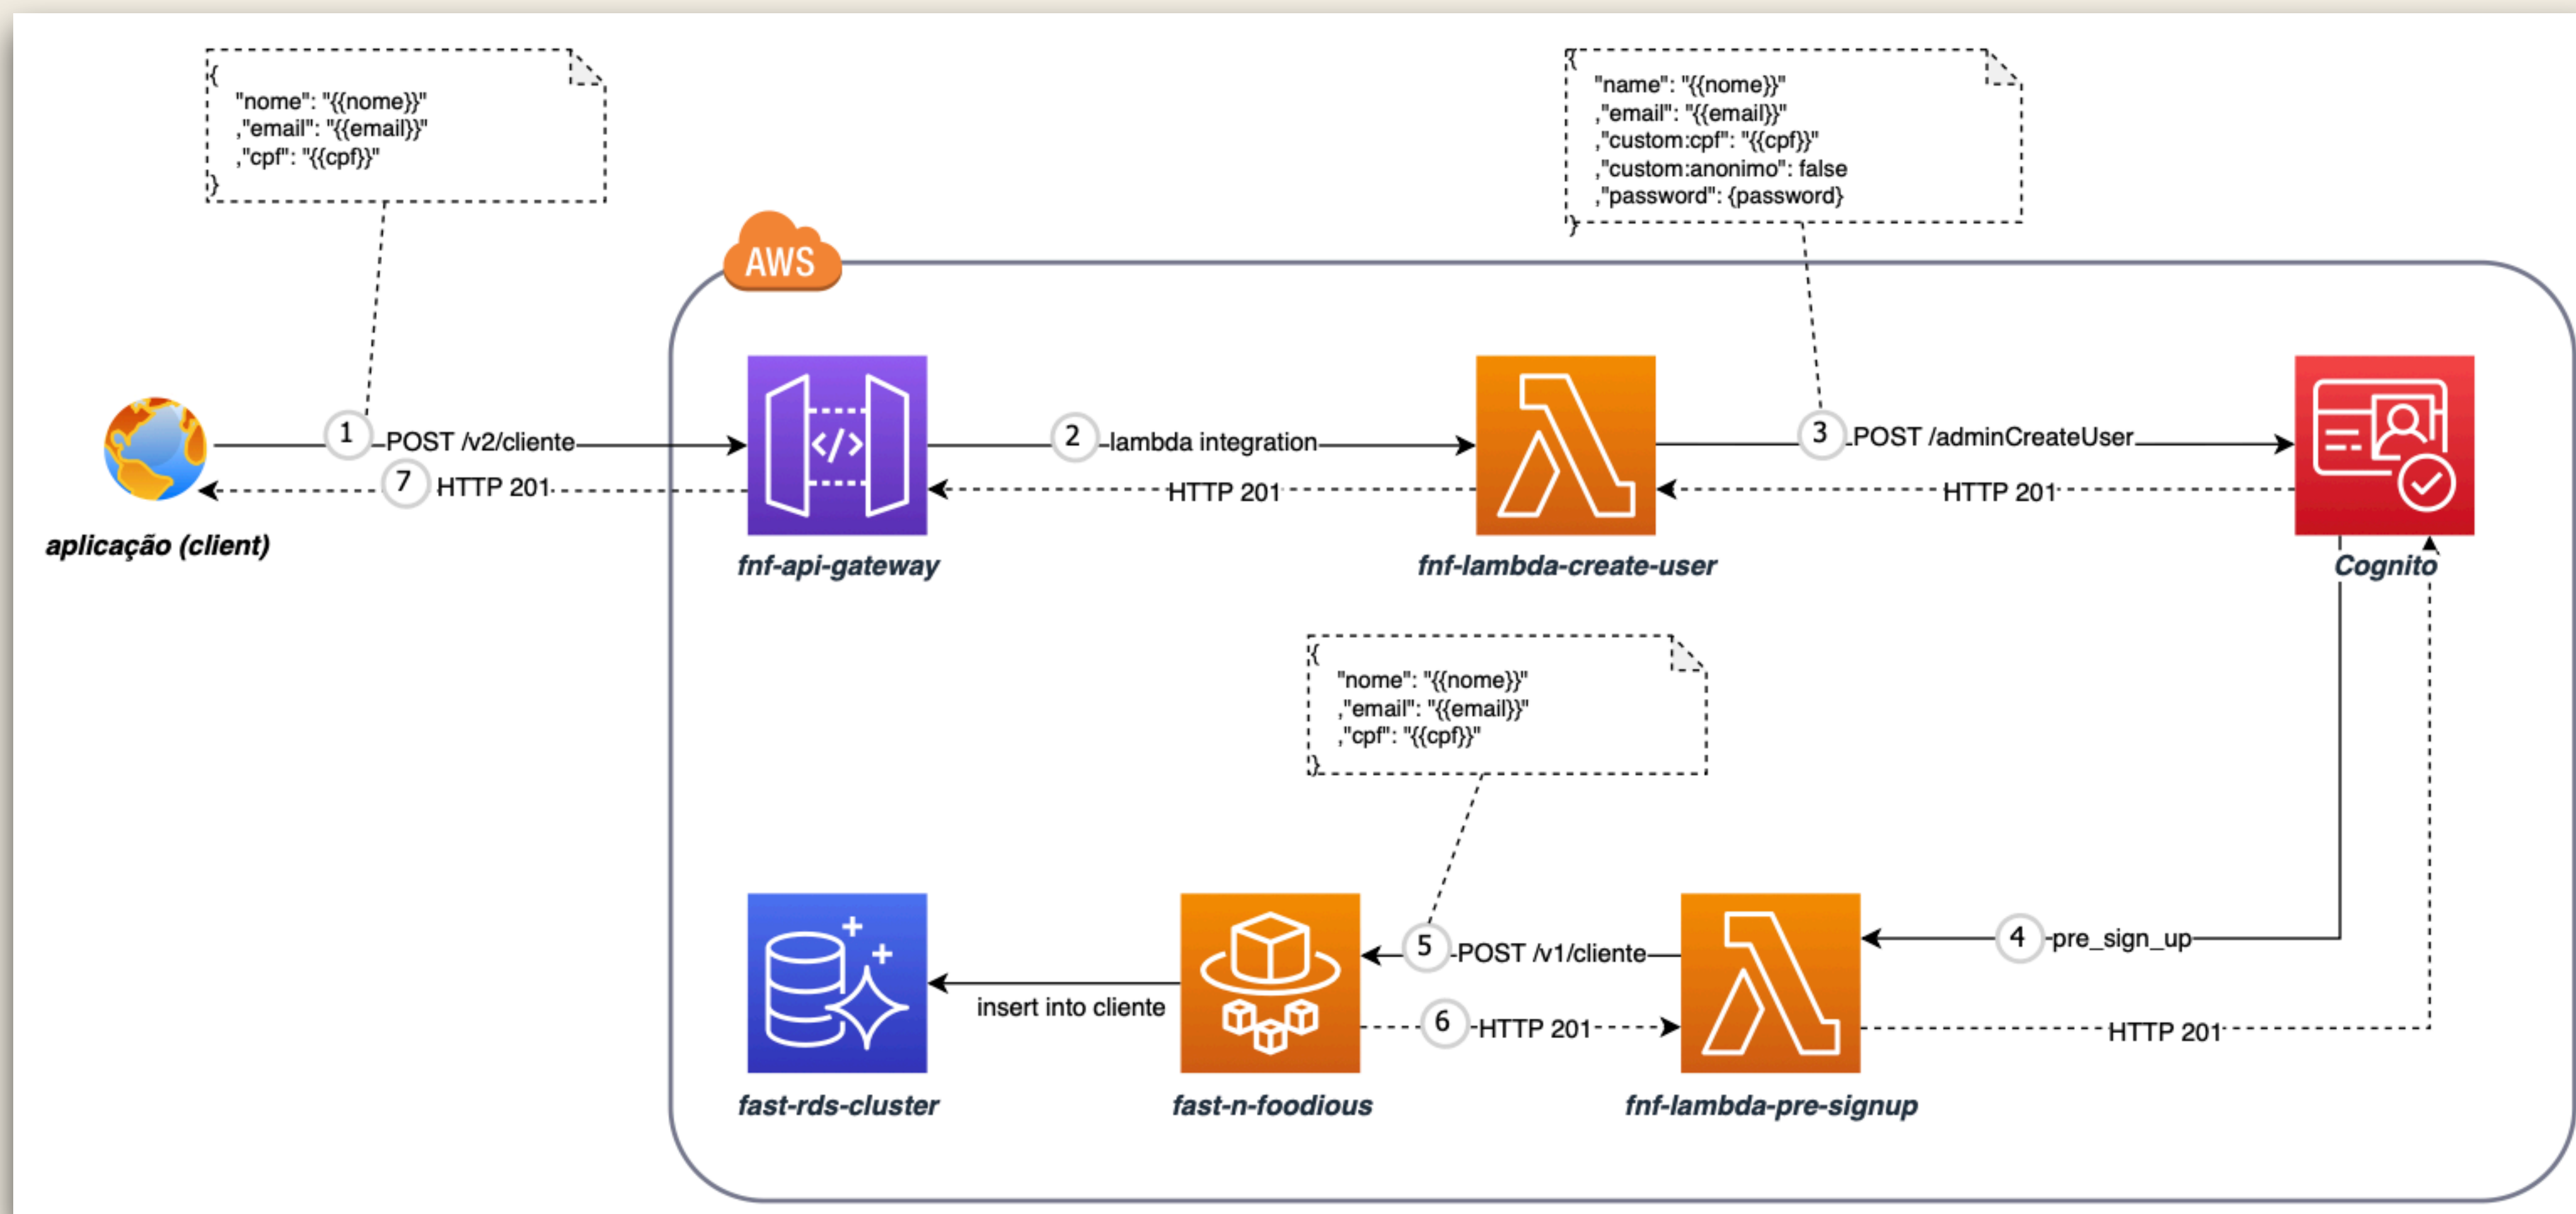 {
"nome": "{{nome}}"
,"email": "{{email}}"
,"cpf": "{{cpf}}"
}
{
"name": "{{nome}}"
,"email": "{{email}}"
,"custom:cpf": "{{cpf}}"
,"custom:anonimo": false
,"password": {password}
}
AWS
1 POST /v2/cliente
2 lambda integration
3 POST /adminCreateUser
7 HTTP 201
HTTP 201
HTTP 201
aplicação (client)
fnf-api-gateway
fnf-lambda-create-user
Cognito
{
"nome": "{{nome}}"
,"email": "{{email}}"
,"cpf": "{{cpf}}"
}
4 pre_sign_up
5 POST /v1/cliente
insert into cliente
6 HTTP 201
HTTP 201
fast-rds-cluster
fast-n-foodious
fnf-lambda-pre-signup